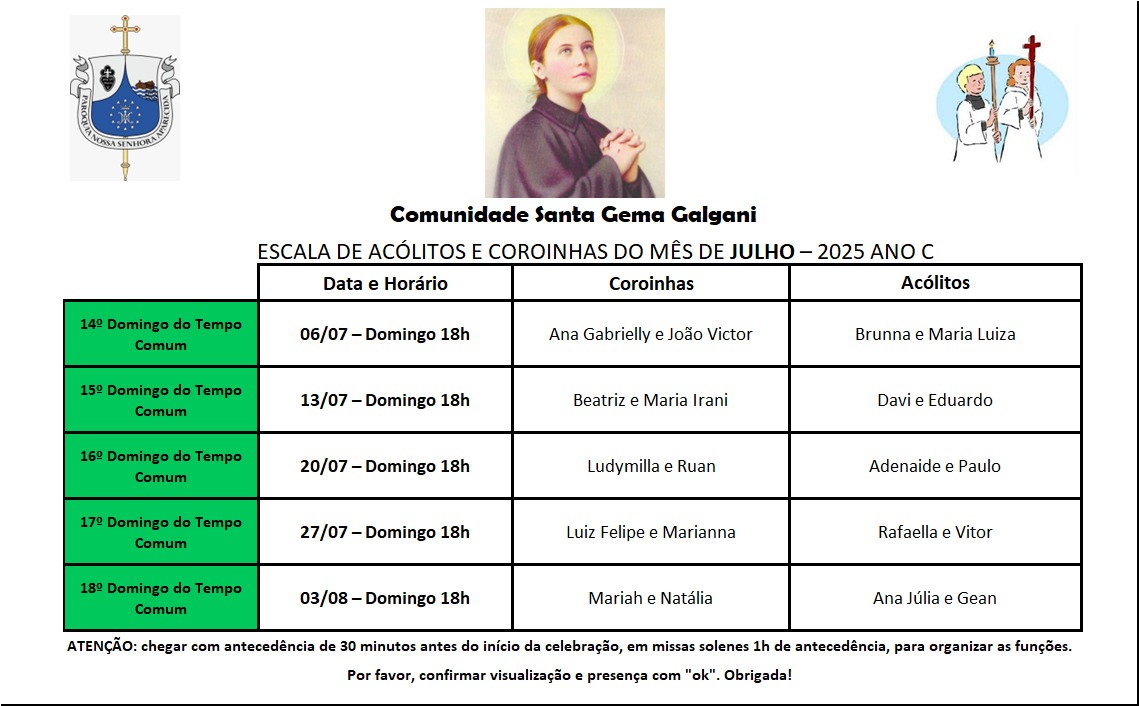 PARÓQUIA NOSSA SENHORA APARECIDA
Comunidade Santa Gema Galgani
ESCALA DE ACÓLITOS E COROINHAS DO MÊS DE JULHO – 2025 ANO C
Data e Horário Coroinhas Acólitos
14º Domingo do Tempo
Comum
06/07 – Domingo 18h Ana Gabrielly e João Victor Brunna e Maria Luiza
15º Domingo do Tempo
Comum
13/07 – Domingo 18h Beatriz e Maria Irani Davi e Eduardo
16º Domingo do Tempo
Comum
20/07 – Domingo 18h Ludymilla e Ruan Adenaide e Paulo
17º Domingo do Tempo
Comum
27/07 – Domingo 18h Luiz Felipe e Marianna Rafaella e Vitor
18º Domingo do Tempo
Comum
03/08 – Domingo 18h Mariah e Natália Ana Júlia e Gean
ATENÇÃO: chegar com antecedência de 30 minutos antes do início da celebração, em missas solenes 1h de antecedência, para organizar as funções.
Por favor, confirmar visualização e presença com "ok". Obrigada!